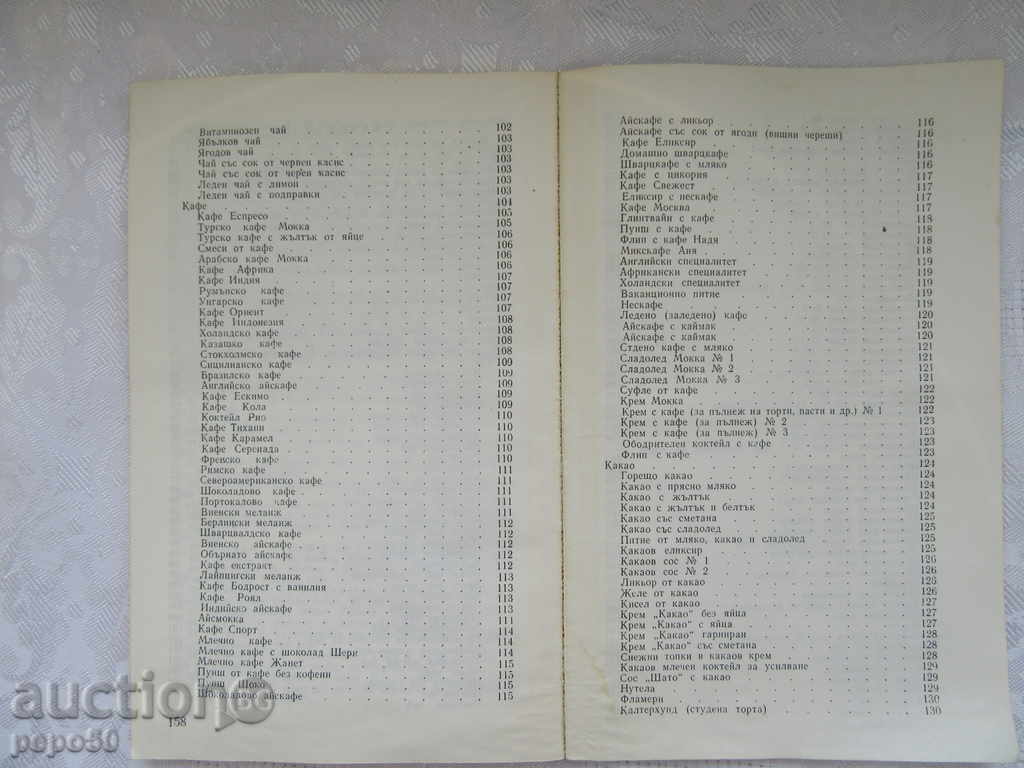 Витаминозен чай 102
Ябълков чай 103
Ягодов чай 103
Чай със сок от червен касис 103
Чай със сок от черен касис 103
Леден чай с лимон 103
Леден чай с подправки 103
Кафе 104
Кафе Еспресо 105
Турско кафе Мокка 105
Турско кафе с жълтък от яйце 106
Смеси от кафе 106
Арабско кафе Мокка 106
Кафе Африка 106
Кафе Индия 107
Румънско кафе 107
Унгарско кафе 107
Кафе Ориент 107
Кафе Индонезия 108
Холандско кафе 108
Казашко кафе 108
Стокхолмско кафе 108
Сицилианско кафе 108
Бразилско кафе 109
Английско айскафе 109
Кафе Ескимо 109
Кафе Кола 109
Коктейл Рио 110
Кафе Тихани 110
Кафе Карамел 110
Кафе Серенада 110
Френско кафе 110
Римско кафе 111
Североамериканско кафе 111
Шоколадово кафе 111
Портокалово кафе 111
Виенски меланж 111
Берлински меланж 112
Шварцвалдско кафе 112
Виенско айскафе 112
Обърнато айскафе 112
Кафе екстракт 112
Лайпцигски меланж 113
Кафе Бодрост с ванилия 113
Кафе Роял 113
Индийско айскафе 113
Айсмокка 111
Кафе Спорт 114
Млечно кафе 114
Млечно кафе с шоколад Шери 114
Млечно кафе Жанет 115
Пунш от кафе без кофеин 115
Пунш Шоко 115
Шоколадово айскафе 115
158
Айскафе с ликьор 116
Айскафе със сок от ягоди (вишни череши) 116
Кафе Еликсир 116
Домашно шварцкафе 116
Шварцкафе с мляко 116
Кафе с цикория 117
Кафе Свежест 117
Еликсир с нескафе 117
Кафе Москва 117
Глинтвайн с кафе 118
Пунш с кафе 118
Флип с кафе Надя 118
Микскафе Аня 118
Английски специалитет 119
Африкански специалитет 119
Холандски специалитет 119
Ваканционно питие 119
Нескафе 119
Ледено (заледено) кафе 120
Айскафе с каймак 120
Айскафе с каймак 120
Стдено кафе с мляко 121
Сладолед Мокка № 1 121
Сладолед Мокка № 2 121
Сладолед Мокка № 3 121
Суфле от кафе 122
Крем Мокка 122
Крем с кафе (за пълнеж на торти, пасти и др.) № 1 122
Крем с кафе (за пълнеж) № 2 123
Крем с кафе (за пълнеж) № 3 123
Ободрителен коктейл с кафе 123
Флип с кафе 123
Какао 124
Горещо какао 124
Какао с прясно мляко 124
Какао с жълтък 124
Какао с жълтък и белтък 124
Какао със сметана 125
Какао със сладолед 125
Питие от мляко, какао и сладолед 125
Какаов еликсир 125
Какаов сос № 1 126
Какаов сос № 2 126
Ликьор от какао 126
Желе от какао 126
Кисел от какао 127
Крем „Какао" без яйца 127
Крем „Какао" с яйца 127
Крем „Какао" гарниран 128
Крем „Какао" със сметана 128
Снежни топки в какаов крем 128
Какаов млечен коктейл за усилване 129
Сос „Шато" с какао 129
Нутела 129
Фламери 130
Калтерхунд (студена торта) 130
auction
pepo50